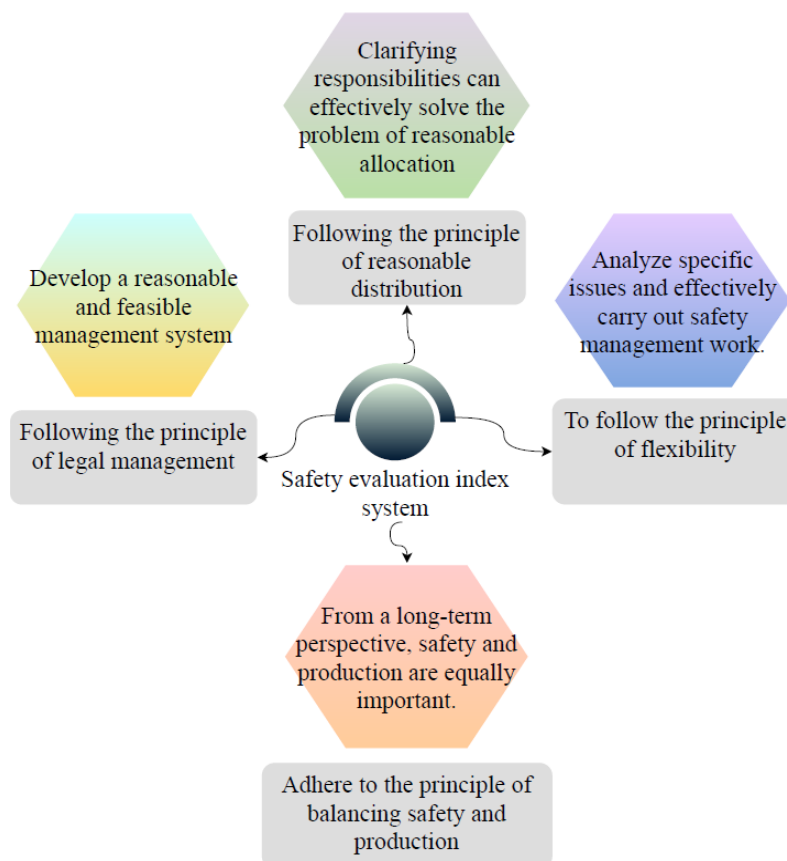 Clarifying
responsibilities can
effectively solve the
problem of reasonable
allocation
Following the principle
of reasonable
distribution
Develop a reasonable
and feasible
management system
Following the principle
of legal management
Analyze specific
issues and effectively
carry out safety
management work.
To follow the principle
of flexibility
Safety evaluation index
system
From a long-term
perspective, safety and
production are equally
important.
Adhere to the principle of
balancing safety and
production